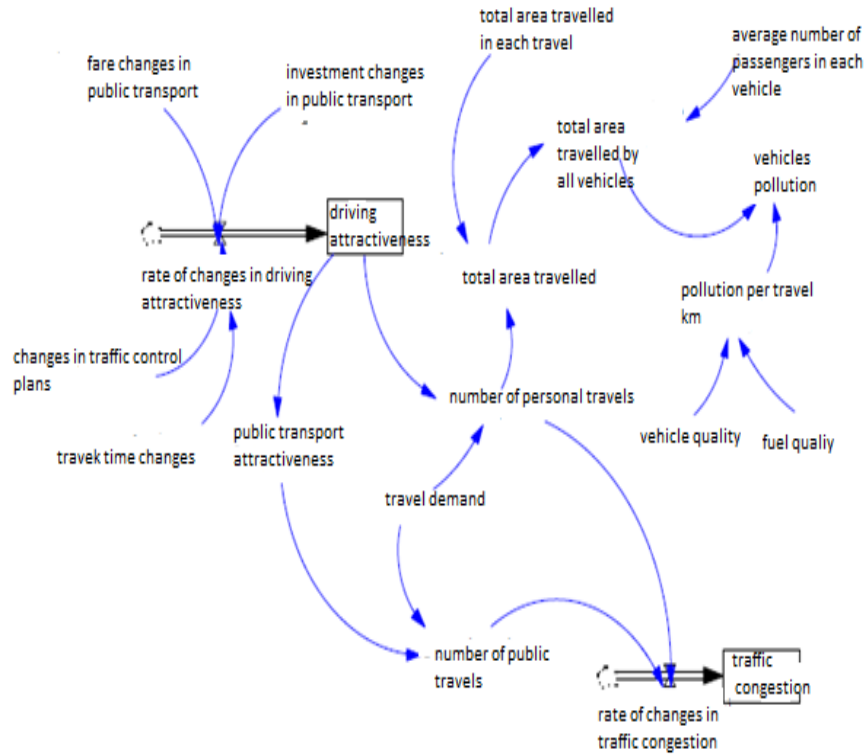 total area travelled
in each travel
average number of
passengers in each
vehicle
fare changes in
public transport
investment changes
in public transport
total area
travelled by
all vehicles
vehicles
pollution
driving
attractiveness
rate of changes in driving
attractiveness
total area travelled
pollution per travel
km
changes in traffic control
plans
number of personal travels
public transport
attractiveness
vehicle quality
fuel qualiy
travek time changes
travel demand
number of public
travels
traffic
congestion
rate of changes in
traffic congestion